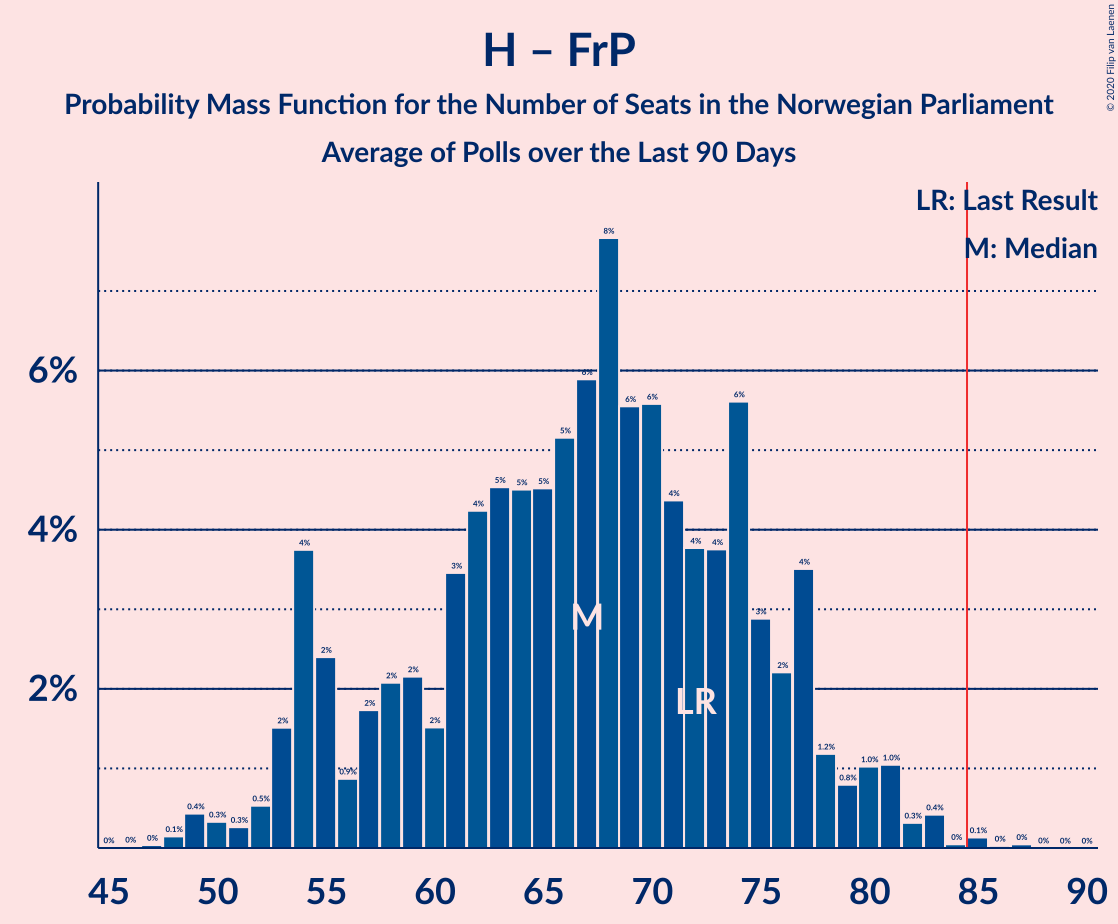 H – FrP
Probability Mass Function for the Number of Seats in the Norwegian Parliament
Average of Polls over the Last 90 Days
© 2020 Filip van Laenen
LR: Last Result
M: Median
6%
4%
2%
0% 0% 0% 0.1% 0.4% 0.3% 0.3% 0.5% 2% 4% 2% 0.9% 2% 2% 2% 2% 3% 4% 5% 5% 5% 5% 6% 8% 6% 6% 4% 4% 4% 6% 3% 2% 4% 1.2% 0.8% 1.0% 1.0% 0.3% 0.4% 0% 0.1% 0% 0% 0% 0% 0%
M
LR
45 50 55 60 65 70 75 80 85 90